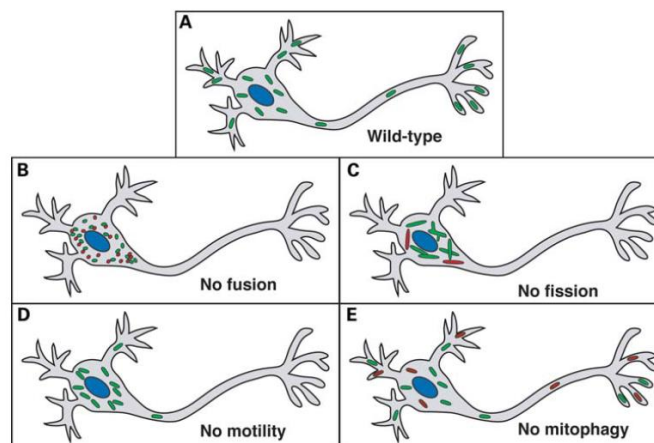 A
Wild-type
B
No fusion
C
No fission
D
No motility
E
No mitophagy